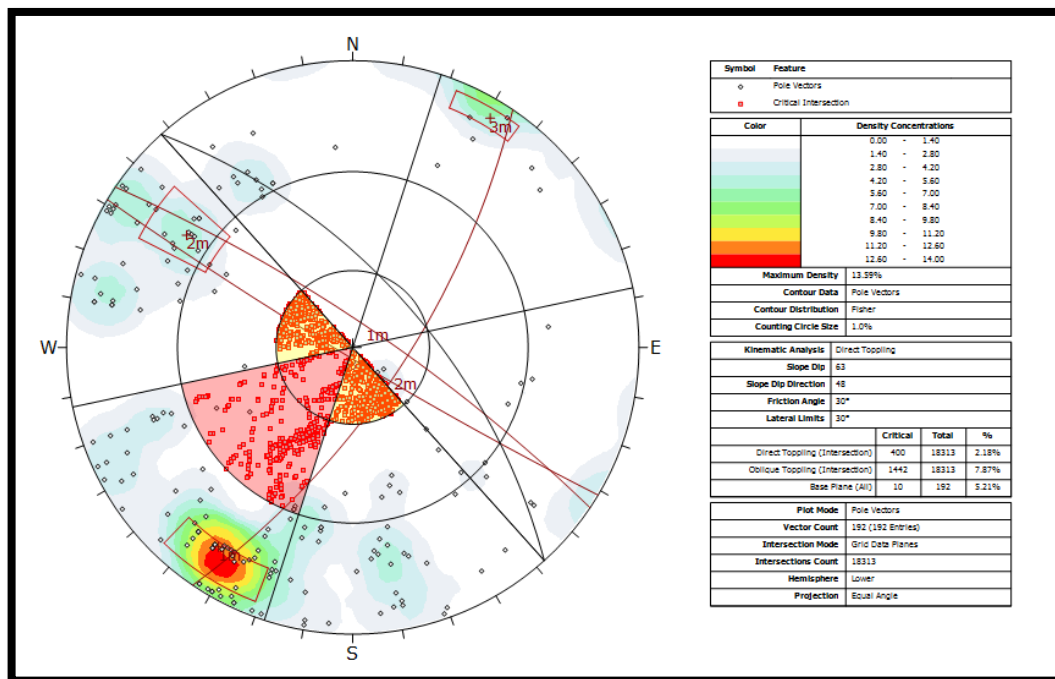 N
W
E
S
1m
2m
2m
3m
Symbol Feature
Pole Vectors
Critical Intersection
Color Density Concentrations
0.00 - 1.40
1.40 - 2.80
2.80 - 4.20
4.20 - 5.60
5.60 - 7.00
7.00 - 8.40
8.40 - 9.80
9.80 - 11.20
11.20 - 12.60
12.60 - 14.00
Maximum Density 13.59%
Contour Data Pole Vectors
Contour Distribution Fisher
Counting Circle Size 1.0%
Kinematic Analysis Direct Toppling
Slope Dip 63
Slope Dip Direction 48
Friction Angle 30°
Lateral Limits 30°
Critical Total %
Direct Toppling (Intersection) 400 18313 2.18%
Oblique Toppling (Intersection) 1442 18313 7.87%
Base Plane (All) 10 192 5.21%
Plot Mode Pole Vectors
Vector Count 192 (192 Entries)
Intersection Mode Grid Data Planes
Intersections Count 18313
Hemisphere Lower
Projection Equal Angle